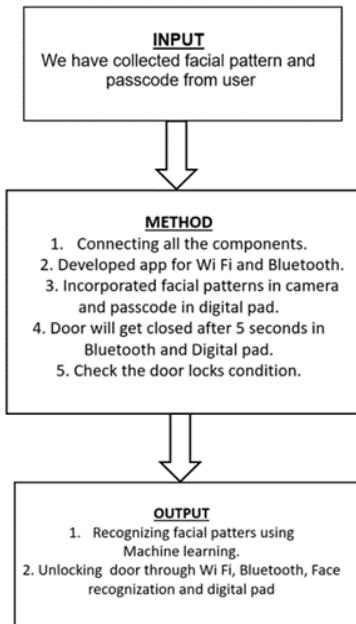 INPUT
We have collected facial pattern and
passcode from user
METHOD
1. Connecting all the components.
2. Developed app for Wi Fi and Bluetooth.
3. Incorporated facial patterns in camera
and passcode in digital pad.
4. Door will get closed after 5 seconds in
Bluetooth and Digital pad.
5. Check the door locks condition.
OUTPUT
1. Recognizing facial patters using
Machine learning.
2. Unlocking door through Wi Fi, Bluetooth, Face
recognization and digital pad